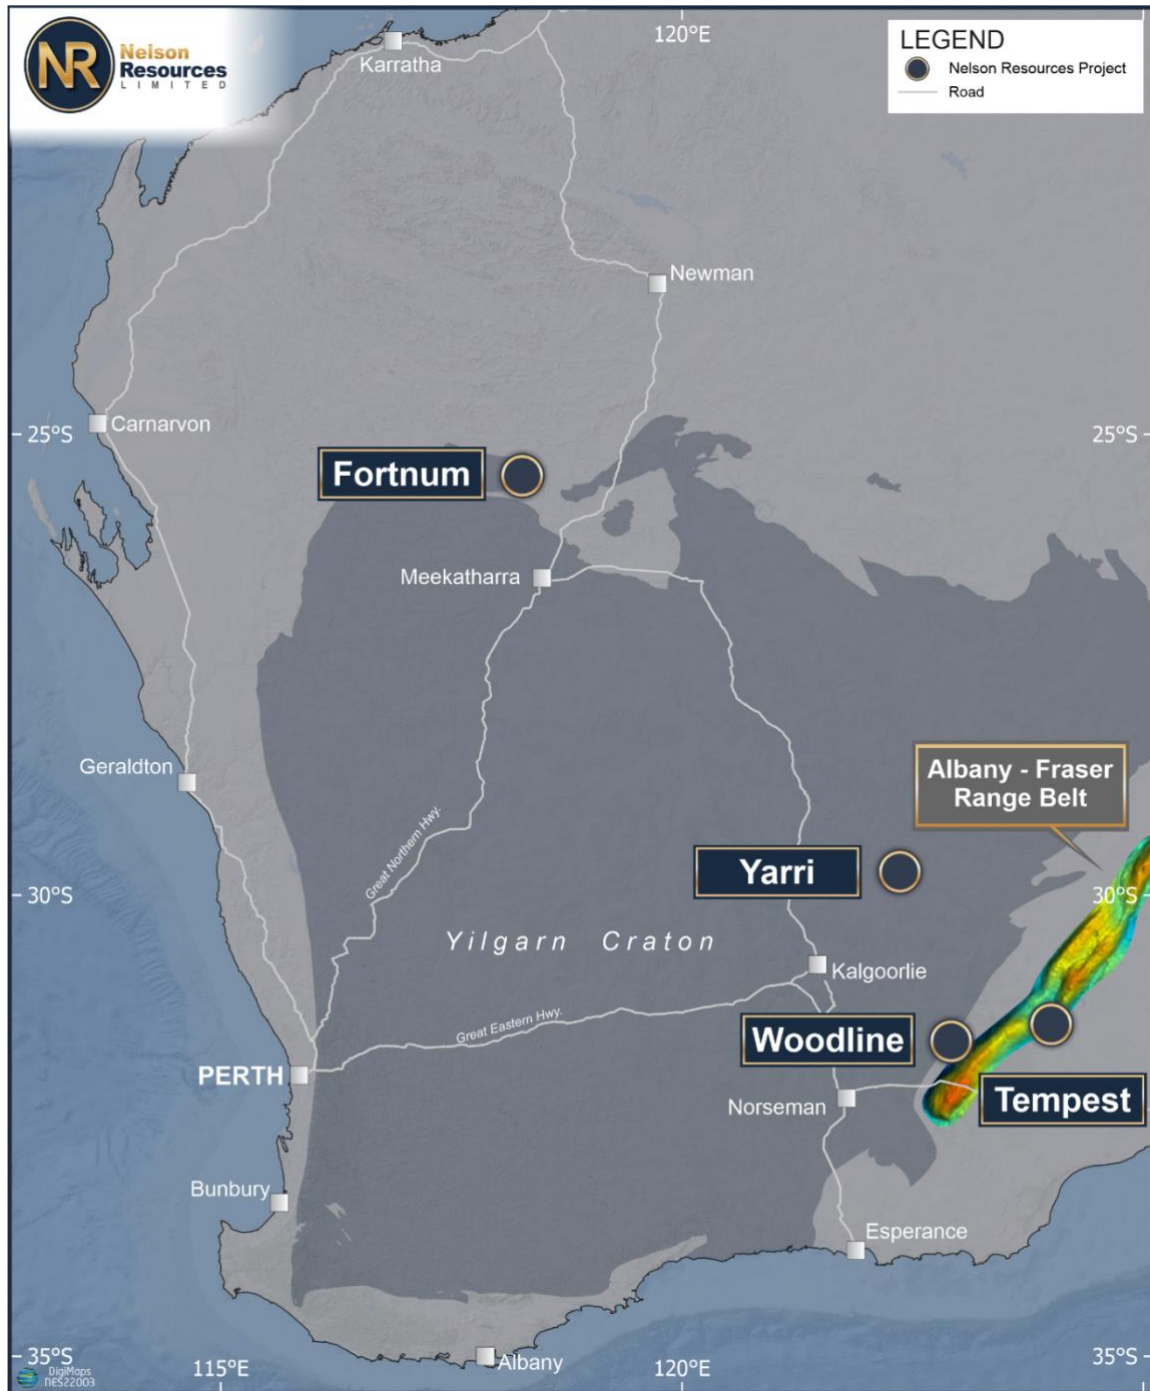 NR
Nelson
Resources
LIMITED
120°E
LEGEND
Nelson Resources Project
Road
Karratha
Newman
Carnarvon
25°S
25°S
Fortnum
Meekatharra
Geraldton
Albany - Fraser
Range Belt
Great Northern Hwy.
Yarri
30°S
30°S
Yilgarn Craton
Kalgoorlie
Great Eastern Hwy.
Woodline
PERTH
Norseman
Tempest
Bunbury
Esperance
35°S
115°E
Albany
120°E
35°S
DigiMaps
NES22003